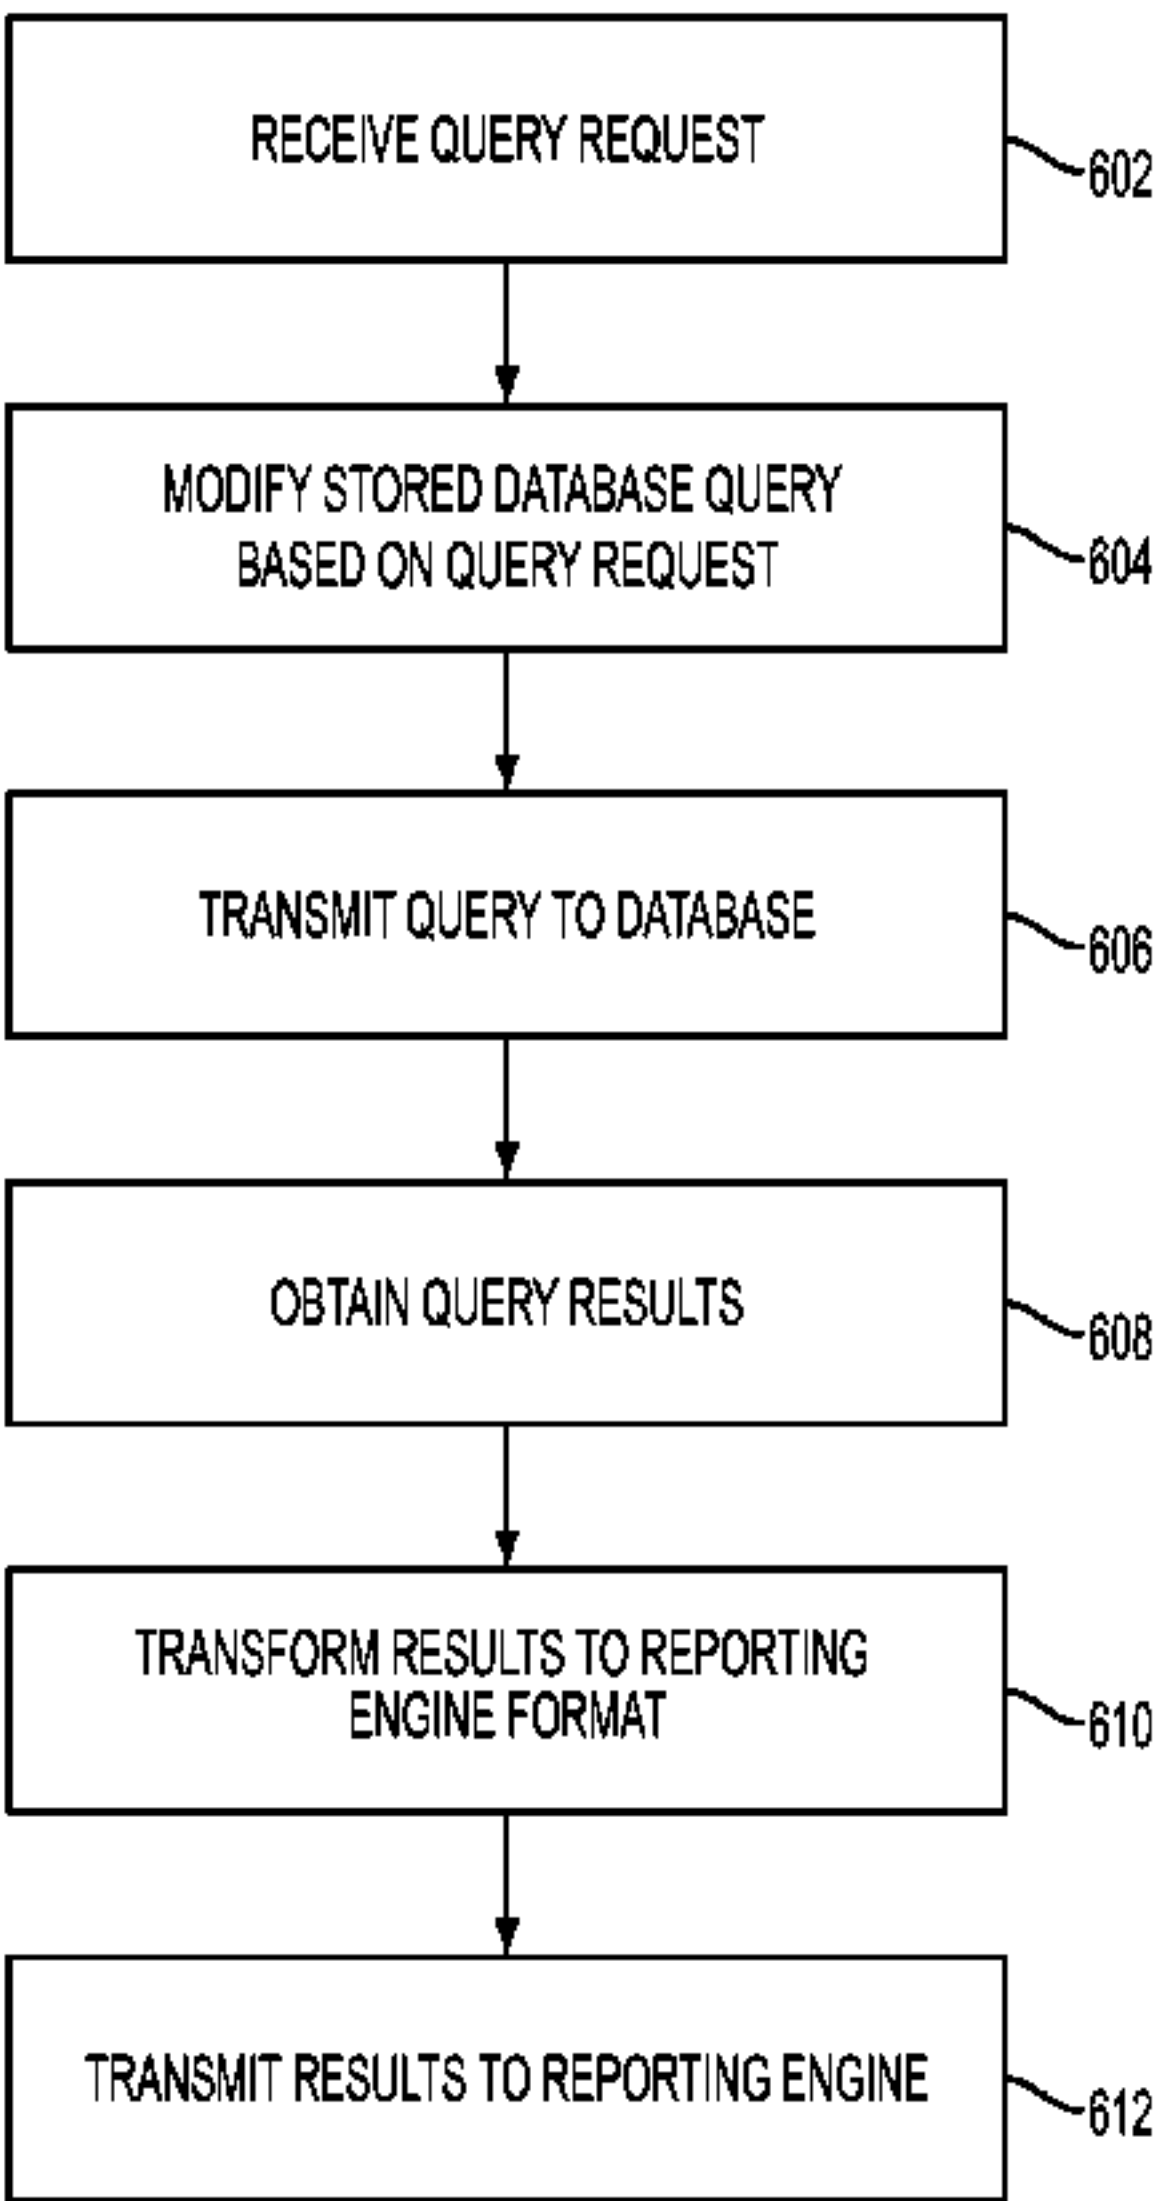 RECEIVE QUERY REQUEST
602
MODIFY STORED DATABASE QUERY
BASED ON QUERY REQUEST
604
TRANSMIT QUERY TO DATABASE
606
OBTAIN QUERY RESULTS
608
TRANSFORM RESULTS TO REPORTING
ENGINE FORMAT
610
TRANSMIT RESULTS TO REPORTING ENGINE
612